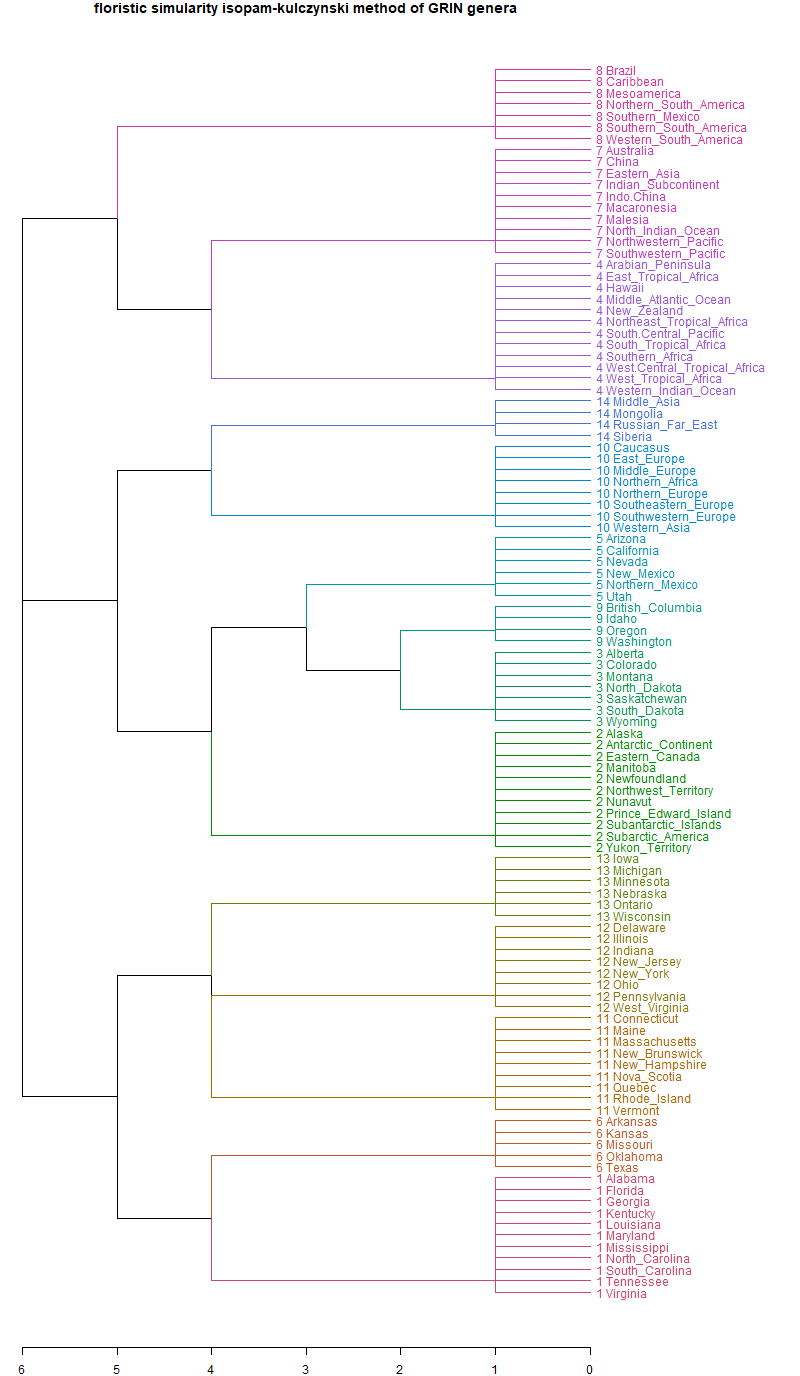 floristic simularity isopam-kulczynski method of GRIN genera
8 Brazil
8 Caribbean
8 Mesoamerica
8 Northern_South_America
8 Southern_Mexico
8 Southern_South_America
8 Western_South_America
7 Australia
7 China
7 Eastern_Asia
7 Indian_Subcontinent
7 Indo.China
7 Macaronesia
7 Malesia
7 North_Indian_Ocean
7 Northwestern_Pacific
7 Southwestern_Pacific
4 Arabian_Peninsula
4 East_Tropical_Africa
4 Hawaii
4 Middle_Atlantic_Ocean
4 New_Zealand
4 Northeast_Tropical_Africa
4 South.Central_Pacific
4 South_Tropical_Africa
4 Southern_Africa
4 West.Central_Tropical_Africa
4 West_Tropical_Africa
4 Western_Indian_Ocean
14 Middle_Asia
14 Mongolia
14 Russian_Far_East
14 Siberia
10 Caucasus
10 East_Europe
10 Middle_Europe
10 Northern_Africa
10 Northern_Europe
10 Southeastern_Europe
10 Southwestern_Europe
10 Western_Asia
5 Arizona
5 California
5 Nevada
5 New_Mexico
5 Northern_Mexico
5 Utah
9 British_Columbia
9 Idaho
9 Oregon
9 Washington
3 Alberta
3 Colorado
3 Montana
3 North_Dakota
3 Saskatchewan
3 South_Dakota
3 Wyoming
2 Alaska
2 Antarctic_Continent
2 Eastern_Canada
2 Manitoba
2 Newfoundland
2 Northwest_Territory
2 Nunavut
2 Prince_Edward_Island
2 Subantarctic_Islands
2 Subarctic_America
2 Yukon_Territory
13 Iowa
13 Michigan
13 Minnesota
13 Nebraska
13 Ontario
13 Wisconsin
12 Delaware
12 Illinois
12 Indiana
12 New_Jersey
12 New_York
12 Ohio
12 Pennsylvania
12 West_Virginia
11 Connecticut
11 Maine
11 Massachusetts
11 New_Brunswick
11 New_Hampshire
11 Nova_Scotia
11 Quebec
11 Rhode_Island
11 Vermont
6 Arkansas
6 Kansas
6 Missouri
6 Oklahoma
6 Texas
1 Alabama
1 Florida
1 Georgia
1 Kentucky
1 Louisiana
1 Maryland
1 Mississippi
1 North_Carolina
1 South_Carolina
1 Tennessee
1 Virginia
6 5 4 3 2 1 0